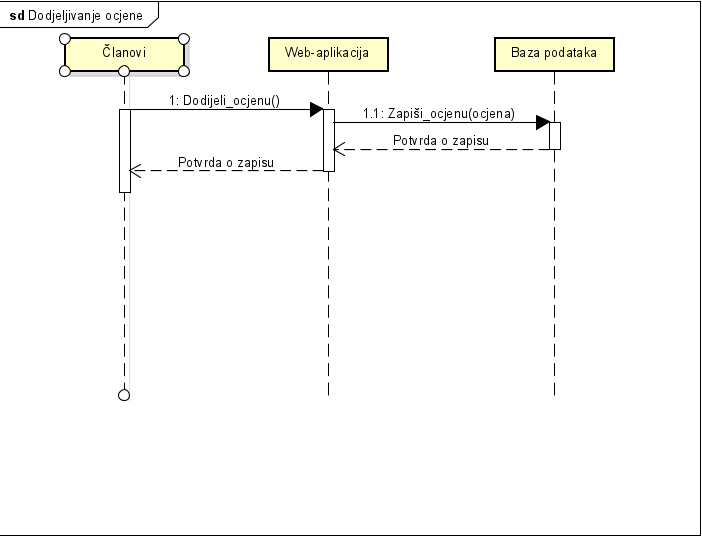 sd Dodjeljivanje ocjene
Članovi
Web-aplikacija
Baza podataka
1: Dodijeli_ocjenu()
1.1: Zapiši_ocjenu(ocjena)
Potvrda o zapisu
Potvrda o zapisu